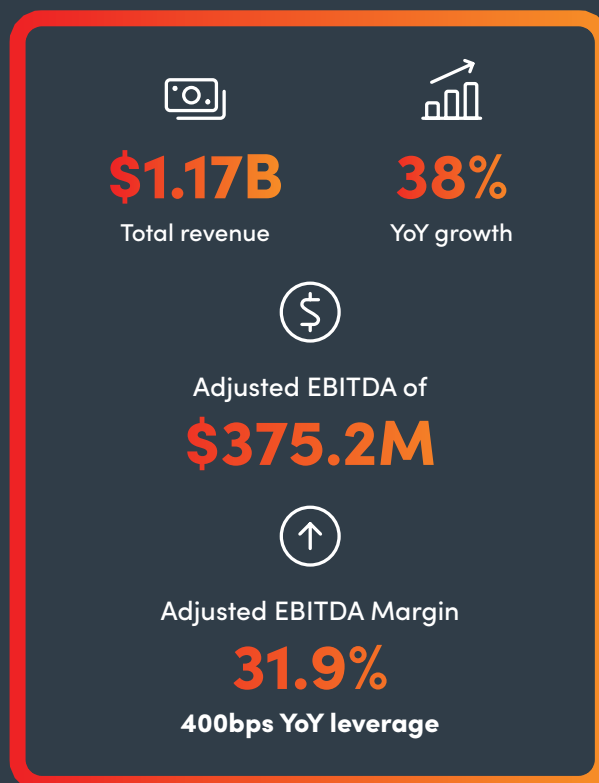 $1.17B
38%
Total revenue
YoY growth
Adjusted EBITDA of
$375.2M
Adjusted EBITDA Margin
31.9%
400bps YoY leverage